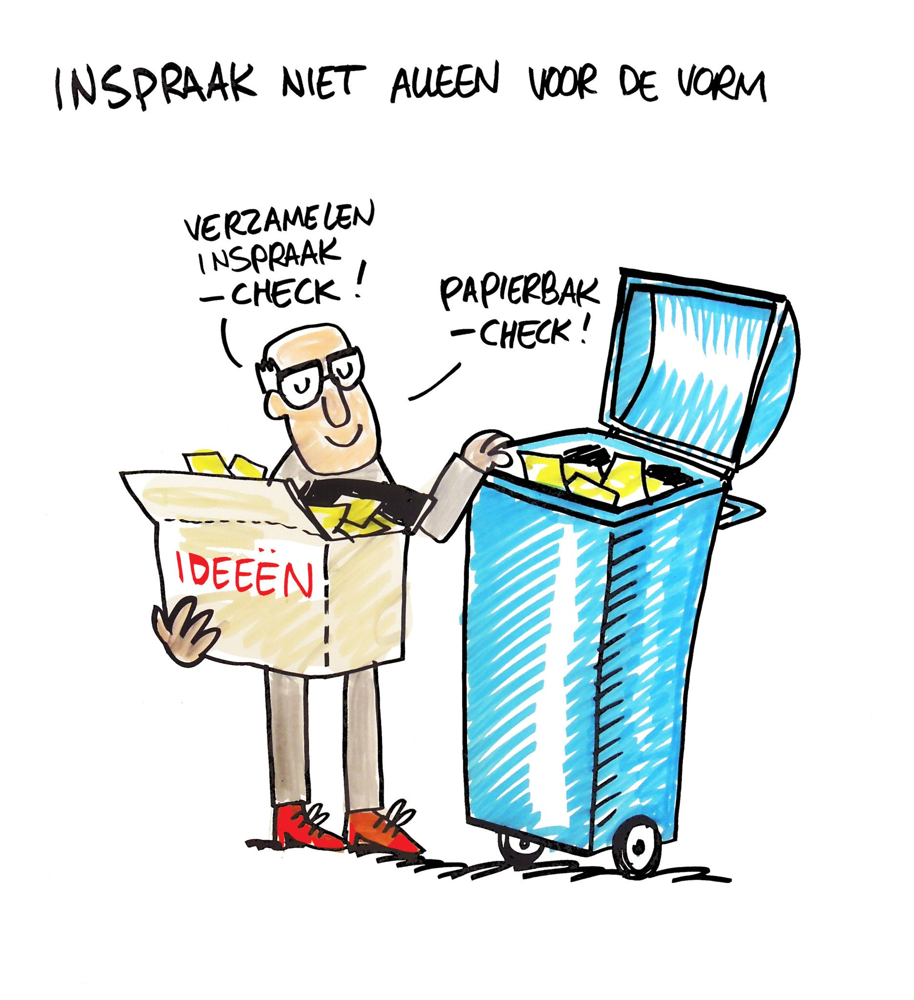 INSPRAAK NIET ALLEEN VOOR DE VORM
VERZAMELEN
INSPRAAK
- CHECK!
PAPIERBAK
- CHECK!
IDEEËN